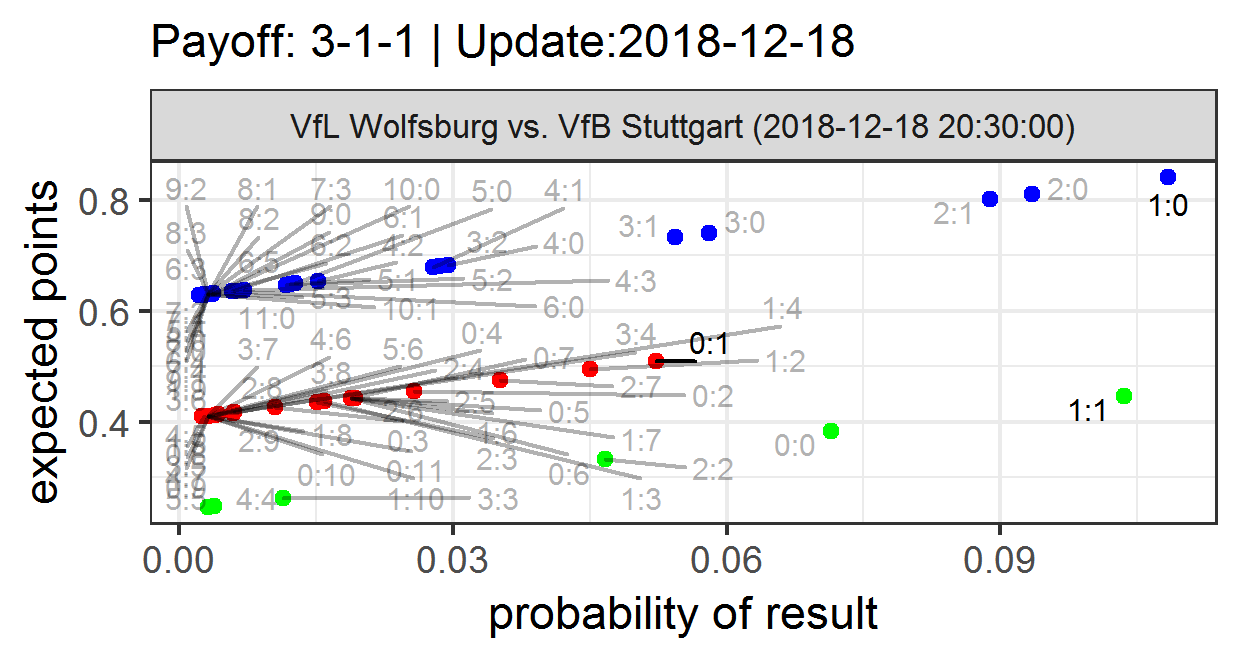 Payoff: 3-1-1 | Update:2018-12-18
VfL Wolfsburg vs. VfB Stuttgart (2018-12-18 20:30:00)
9:2 8:1 7:3 10:0 5:0 4:1
0.8
3:1 3:0 2:1 2:0 1:0
8:3 8:2 9:0 6:1
6:3 6:5 6:2 4:2 3:2 4:0
5:1 5:2 4:3
5:3 10:1 6:0
0.6
11:0
1:4
3:7 4:6 5:6 0:4 3:4 0:1
3:8 2:4 0:7 1:2
2:8 2:7 0:2
2:6 2:5 0:5
1:1
0.4
2:9 1:8 0:3 1:6 1:7 0:0
0:10 0:11 2:3 0:6 2:2
5:5 4:4 1:10 3:3 1:3
expected points
0.00 0.03 0.06 0.09
probability of result